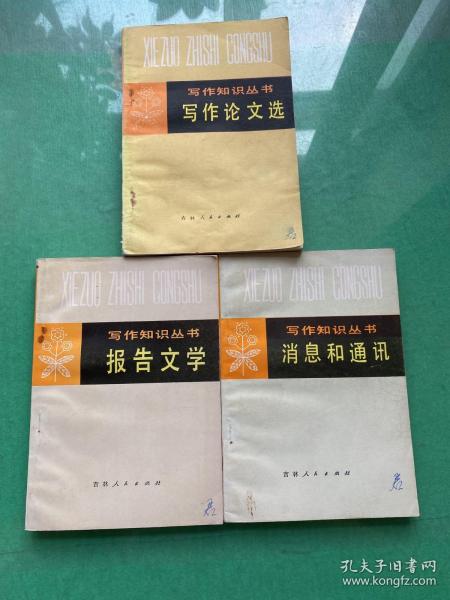 XIEZUO ZHISHI CONGSHU
写作知识丛书
写作论文选
吉林人民出版社
XIEZUO ZHISHI CONGSHU
写作知识丛书
报告文学
吉林人民出版社
XIEZUO ZHISHI CONGSHU
写作知识丛书
消息和通讯
吉林人民出版社
孔夫子旧书网
www.kongfz.com